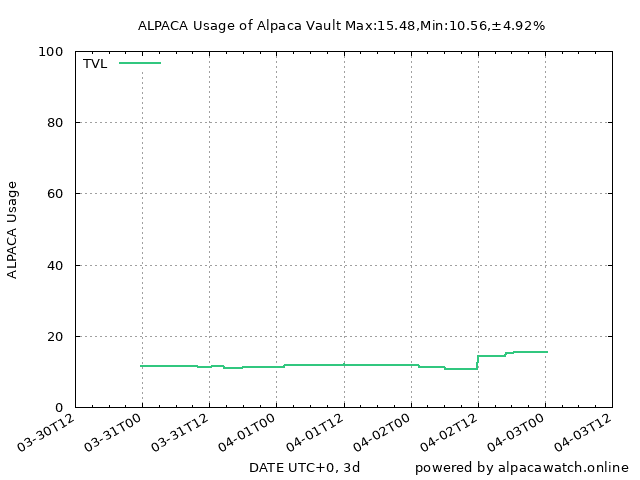 ALPACA Usage of Alpaca Vault Max:15.48,Min:10.56,±4.92%
100
TVL
80
60
ALPACA Usage
40
20
0
03-30T12 03-31T00 03-31T12 04-01T00 04-01T12 04-02T00 04-02T12 04-03T00 04-03T12
DATE UTC+0, 3d powered by alpacawatch.online